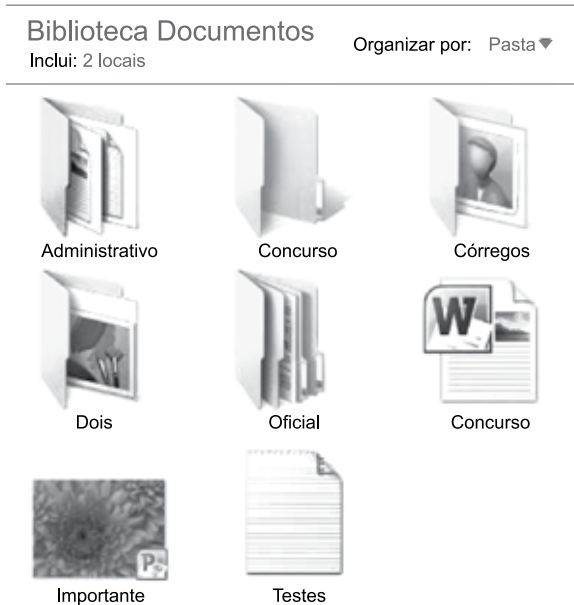 Biblioteca Documentos
Inclui: 2 locais
Organizar por: Pasta
Administrativo
Concurso
Córregos
Dois
Oficial
W
Concurso
P
Importante
Testes